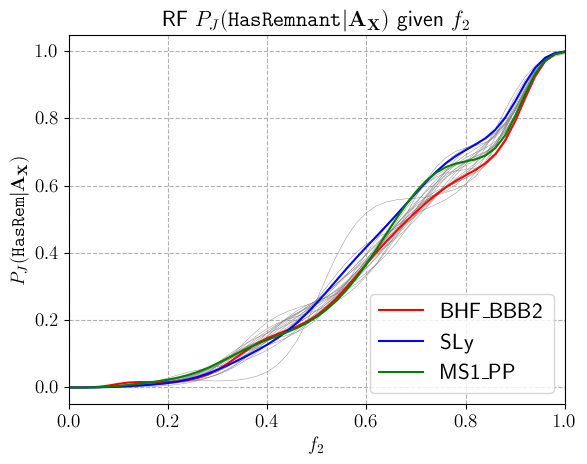 RF P_J(HasRemnant|A_X) given f_2
P_J(HasRem|A_X)
1.0
0.8
0.6
0.4
0.2
0.0
BHF_BBB2
SLy
MS1_PP
0.0 0.2 0.4 0.6 0.8 1.0
f_2